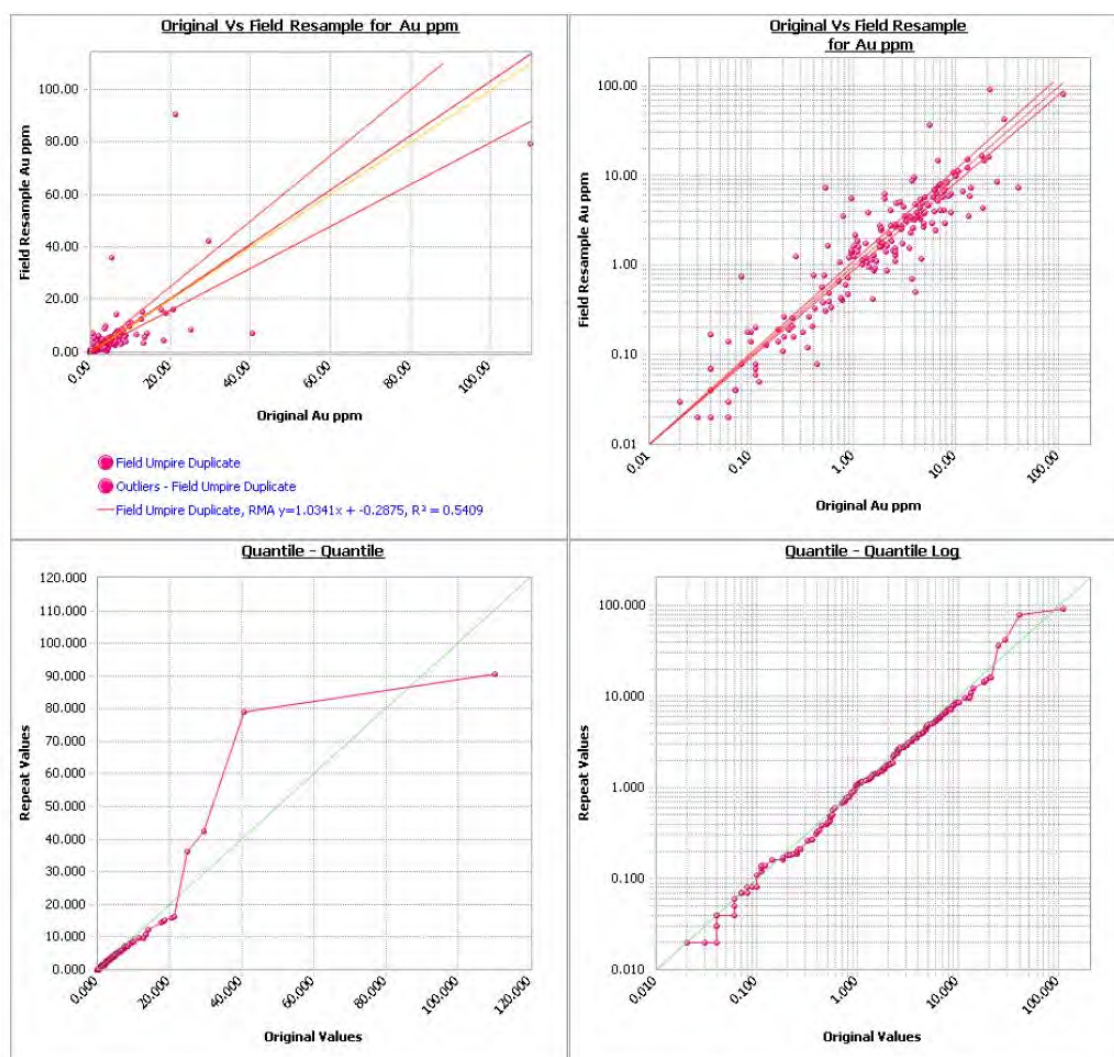 Original Vs Field Resample for Au ppm
Field Resample Au ppm
100.00
80.00
60.00
40.00
20.00
0.00
0.00 20.00 40.00 60.00 80.00 100.00
Original Au ppm
Field Umpire Duplicate
Outliers - Field Umpire Duplicate
Field Umpire Duplicate, RMA y=1.0341x + -0.2875, R² = 0.5409
Original Vs Field Resample
for Au ppm
Field Resample Au ppm
100.00
10.00
1.00
0.10
0.01
0.01 0.10 1.00 10.00 100.00
Original Au ppm
Quantile - Quantile
Repeat Values
120.000
110.000
100.000
90.000
80.000
70.000
60.000
50.000
40.000
30.000
20.000
10.000
0.000
0.000 20.000 40.000 60.000 80.000 100.000 120.000
Original Values
Quantile - Quantile Log
Repeat Values
100.000
10.000
1.000
0.100
0.010
0.010 0.100 1.000 10.000 100.000
Original Values